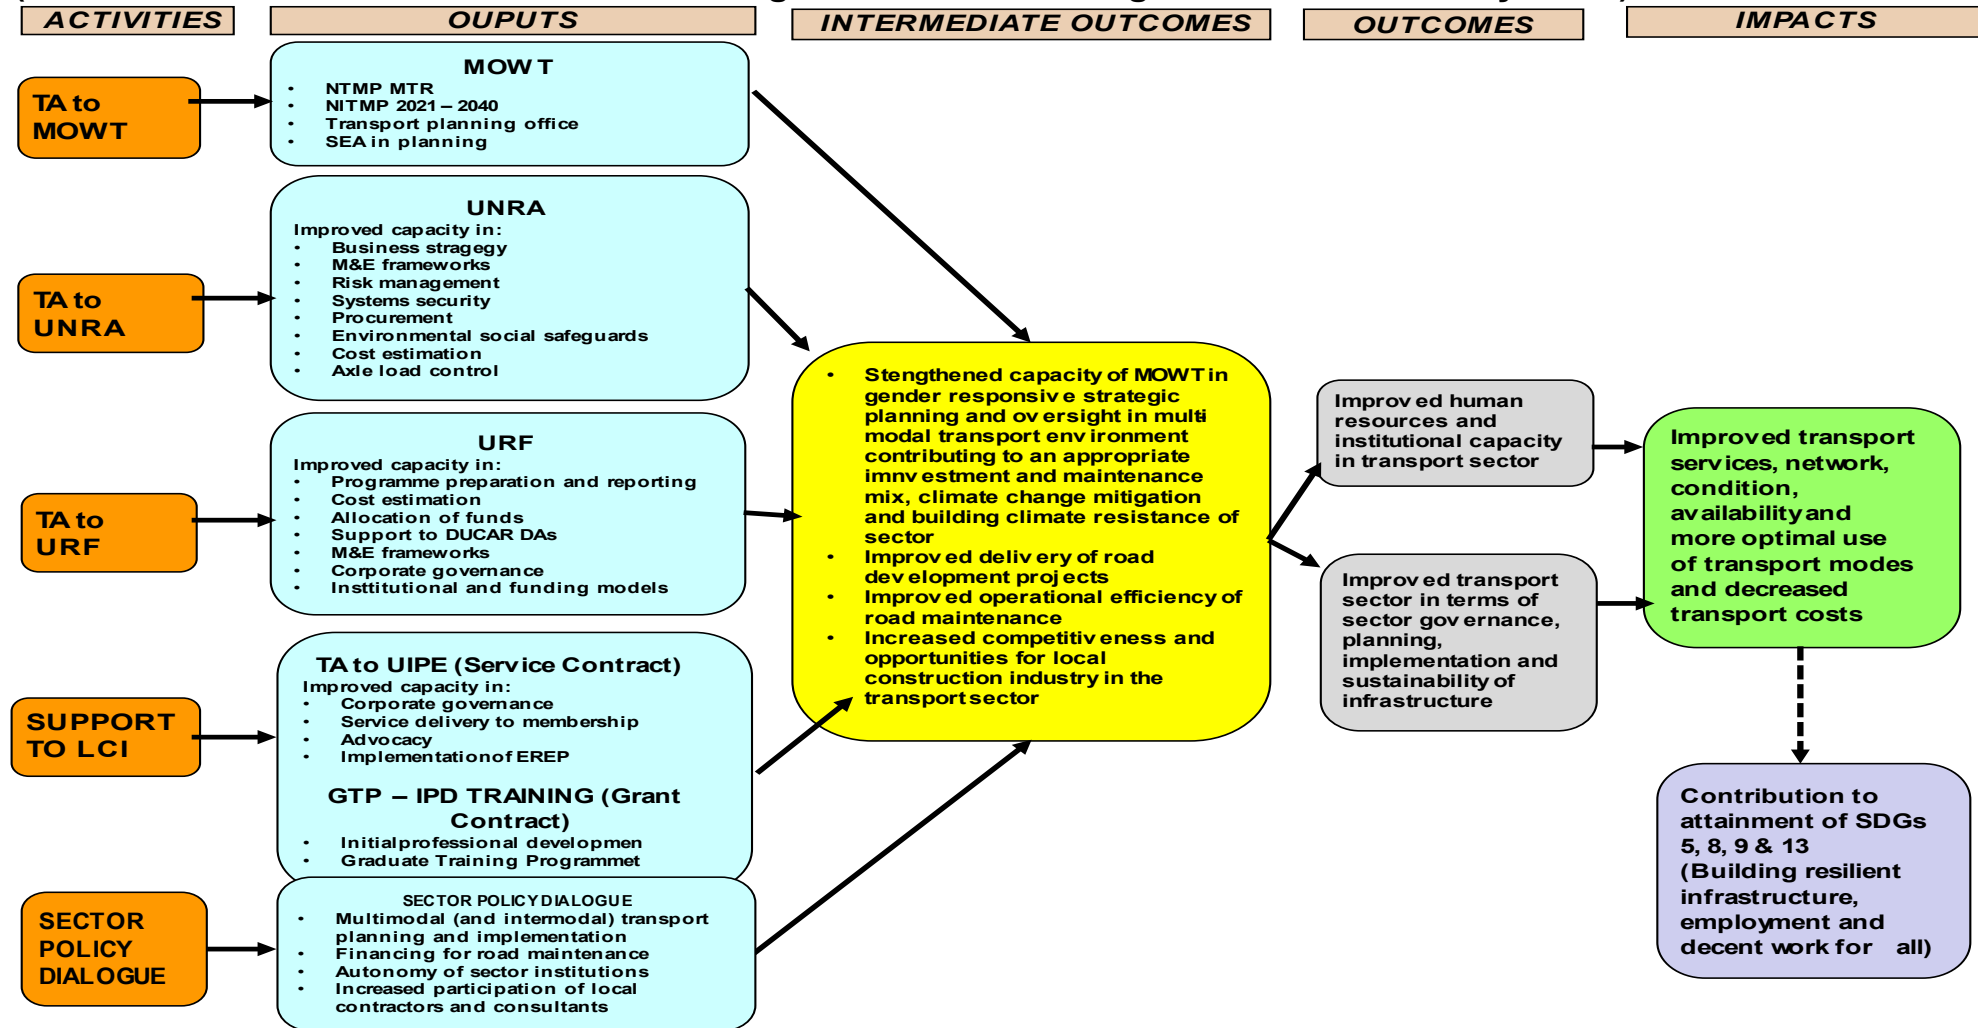 ACTIVITIES
OUPUTS
INTERMEDIATE OUTCOMES
OUTCOMES
IMPACTS
TA to
MOWT
MOWT
• NTMP MTR
• NITMP 2021 – 2040
• Transport planning office
• SEA in planning
TA to
UNRA
UNRA
Improved capacity in:
• Business stragegy
• M&E frameworks
• Risk management
• Systems security
• Procurement
• Environmental social safeguards
• Cost estimation
• Axle load control
TA to
URF
URF
Improved capacity in:
• Programme preparation and reporting
• Cost estimation
• Allocation of funds
• Support to DUCAR DAs
• M&E frameworks
• Corporate governance
• Insttitutional and funding models
SUPPORT
TO LCI
TA to UIPE (Service Contract)
Improved capacity in:
• Corporate governance
• Service delivery to membership
• Advocacy
• Implementationof EREP
GTP – IPD TRAINING (Grant
Contract)
• Initialprofessional developmen
• Graduate Training Programmet
SECTOR
POLICY
DIALOGUE
SECTOR POLICY DIALOGUE
• Multimodal (and intermodal) transport
planning and implementation
• Financing for road maintenance
• Autonomy of sector institutions
• Increased participation of local
contractors and consultants
• Stengthened capacity of MOWT in
gender responsive strategic
planning and oversight in multi
modal transport environment
contributing to an appropriate
imnvestment and maintenance
mix, climate change mitigation
and building climate resistance of
sector
• Improved delivery of road
development projects
• Improved operational efficiency of
road maintenance
• Increased competitiveness and
opportunities for local
construction industry in the
transport sector
Improved human
resources and
institutional capacity
in transport sector
Improved transport
sector in terms of
sector governance,
planning,
implementation and
sustainability of
infrastructure
Improved transport
services, network,
condition,
availability and
more optimal use
of transport modes
and decreased
transport costs
Contribution to
attainment of SDGs
5, 8, 9 & 13
(Building resilient
infrastructure,
employment and
decent work for all)